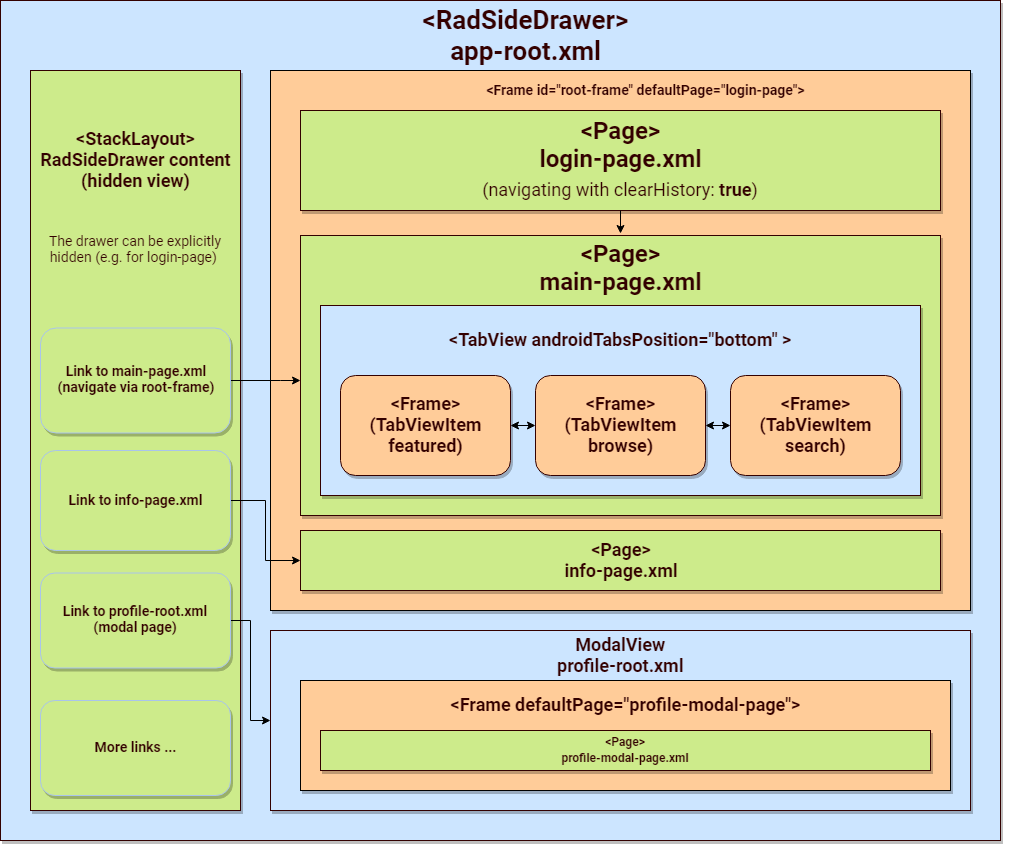 <RadSideDrawer>
app-root.xml
<StackLayout>
RadSideDrawer content
(hidden view)
The drawer can be explicitly
hidden (e.g. for login-page)
Link to main-page.xml
(navigate via root-frame)
Link to info-page.xml
Link to profile-root.xml
(modal page)
More links ...
<Frame id="root-frame" defaultPage="login-page">
<Page>
login-page.xml
(navigating with clearHistory: true)
<Page>
main-page.xml
<TabView androidTabsPosition="bottom" >
<Frame>
(TabViewItem
featured)
<Frame>
(TabViewItem
browse)
<Frame>
(TabViewItem
search)
<Page>
info-page.xml
ModalView
profile-root.xml
<Frame defaultPage="profile-modal-page">
<Page>
profile-modal-page.xml